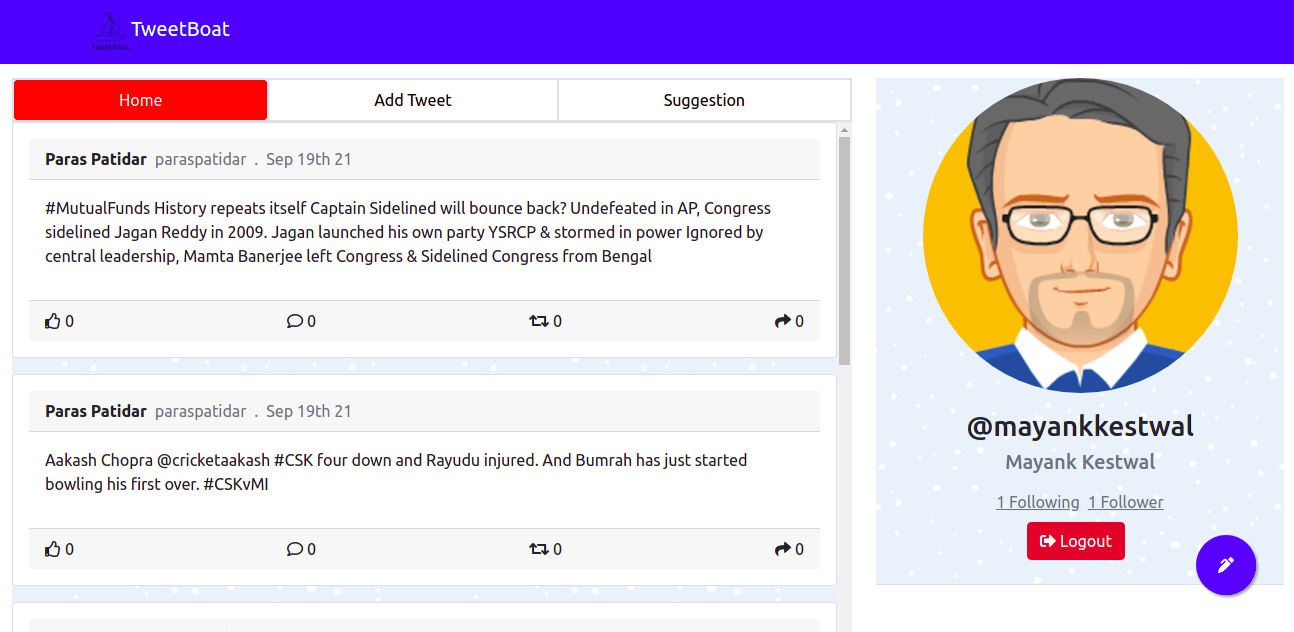 TweetBoat
TweetBoat
Home
Add Tweet
Suggestion
Paras Patidar paraspatidar . Sep 19th 21
#MutualFunds History repeats itself Captain Sidelined will bounce back? Undefeated in AP, Congress
sidelined Jagan Reddy in 2009. Jagan launched his own party YSRCP & stormed in power Ignored by
central leadership, Mamta Banerjee left Congress & Sidelined Congress from Bengal
0 0 0 0
Paras Patidar paraspatidar . Sep 19th 21
Aakash Chopra @cricketaakash #CSK four down and Rayudu injured. And Bumrah has just started
bowling his first over. #CSKvMI
0 0 0 0
@mayankkestwal
Mayank Kestwal
1 Following 1 Follower
Logout